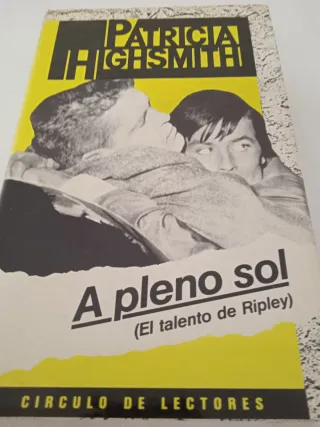 PATRICIA
HIGHSMITH
A pleno sol
(El talento de Ripley)
CIRCULO DE LECTORES